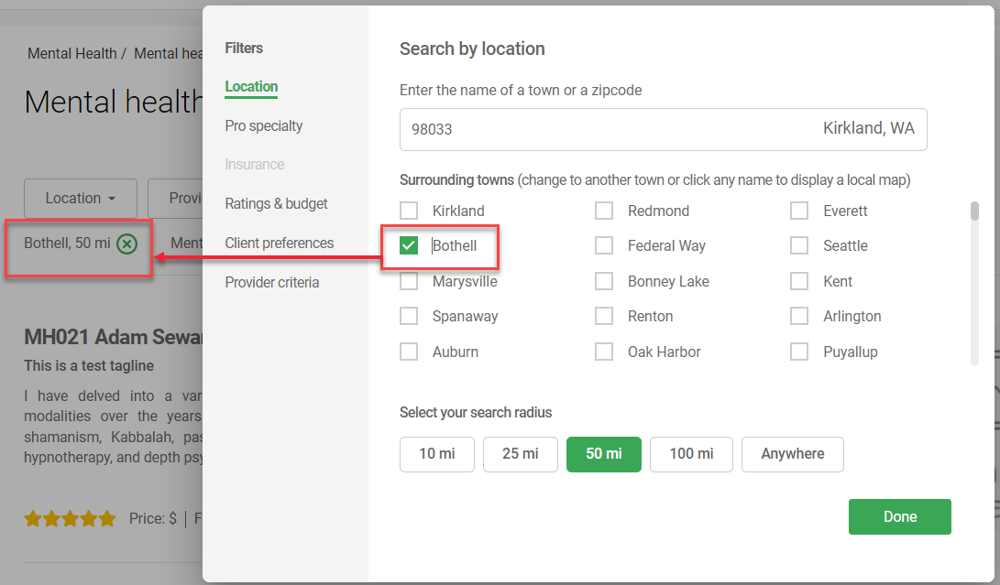 Mental Health / Mental hea
Mental health
Location
Provi
Bothell, 50 mi
Ment
MH021 Adam Sewa
This is a test tagline
I have delved into a var
modalities over the years
shamanism, Kabbalah, pas
hypnotherapy, and depth psy
Price: $ | F
Filters
Location
Pro specialty
Insurance
Ratings & budget
Client preferences
Provider criteria
Search by location
Enter the name of a town or a zipcode
98033 Kirkland, WA
Surrounding towns (change to another town or click any name to display a local map)
Kirkland Redmond Everett
Bothell Federal Way Seattle
Marysville Bonney Lake Kent
Spanaway Renton Arlington
Auburn Oak Harbor Puyallup
Select your search radius
10 mi 25 mi 50 mi 100 mi Anywhere
Done